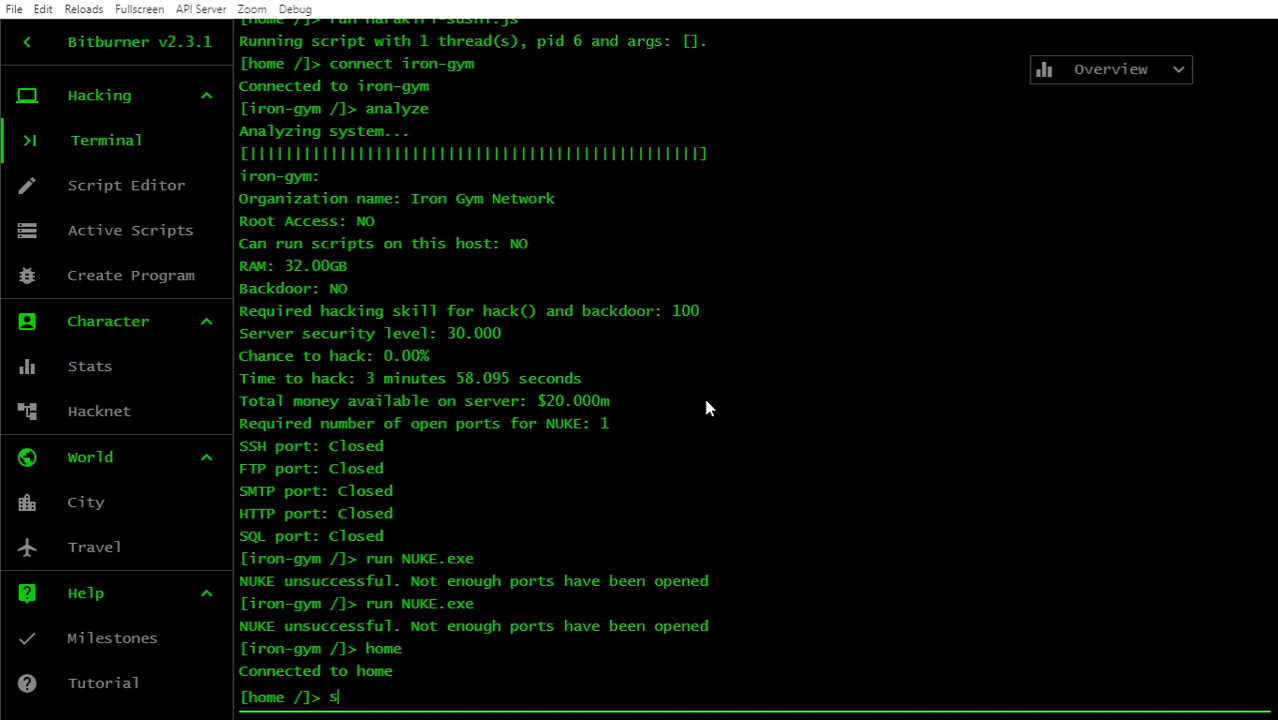 File Edit Reloads Fullscreen API Server Zoom Debug
Bitburner v2.3.1
Hacking
Terminal
Script Editor
Active Scripts
Create Program
Character
Stats
Hacknet
World
City
Travel
Help
Milestones
Tutorial
[home /]> run harakiri-sushi.js
Running script with 1 thread(s), pid 6 and args: [].
[home /]> connect iron-gym
Connected to iron-gym
[iron-gym /]> analyze
Analyzing system...
[||||||||||||||||||||||||||||||||||||||||||||||||||]
iron-gym:
Organization name: Iron Gym Network
Root Access: NO
Can run scripts on this host: NO
RAM: 32.00GB
Backdoor: NO
Required hacking skill for hack() and backdoor: 100
Server security level: 30.000
Chance to hack: 0.00%
Time to hack: 3 minutes 58.095 seconds
Total money available on server: $20.000m
Required number of open ports for NUKE: 1
SSH port: Closed
FTP port: Closed
SMTP port: Closed
HTTP port: Closed
SQL port: Closed
[iron-gym /]> run NUKE.exe
NUKE unsuccessful. Not enough ports have been opened
[iron-gym /]> run NUKE.exe
NUKE unsuccessful. Not enough ports have been opened
[iron-gym /]> home
Connected to home
[home /]> s
Overview